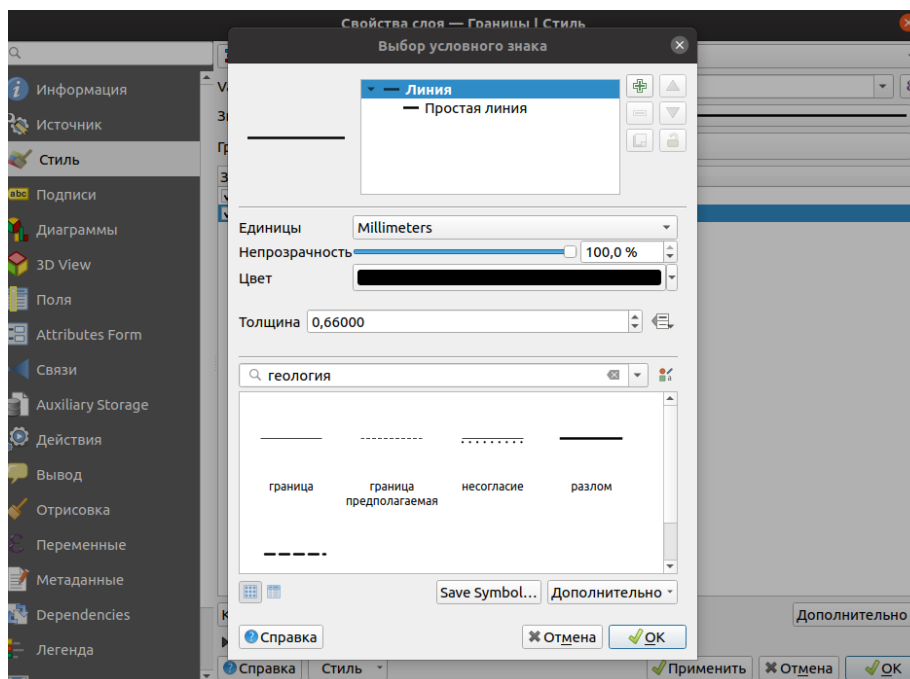 Свойства слоя — Границы | Стиль
Выбор условного знака
Информация
Источник
Стиль
abc Подписи
Диаграммы
3D View
Поля
Attributes Form
Связи
Auxiliary Storage
Действия
Вывод
Отрисовка
Переменные
Метаданные
Dependencies
Легенда
Линия
Простая линия
Единицы Millimeters
Непрозрачность 100,0 %
Цвет
Толщина 0,66000
геология
граница
граница
предполагаемая
несогласие
разлом
Save Symbol... Дополнительно
Справка Отмена OK
Дополнительно
Справка Стиль Применить Отмена OK